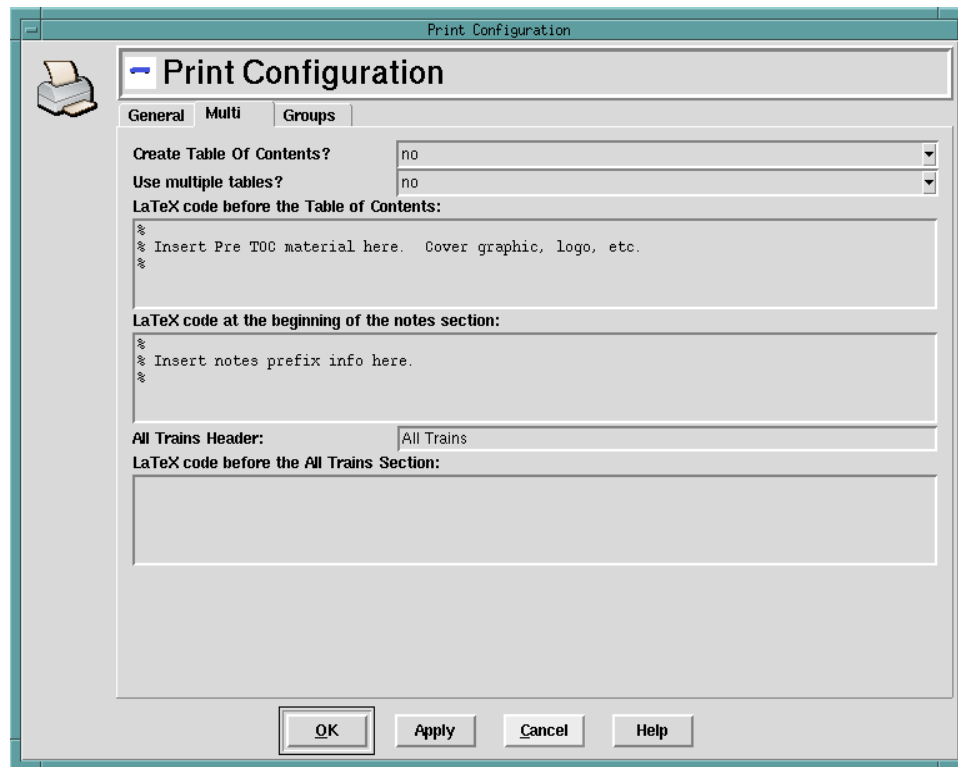 Print Configuration
Print Configuration
General Multi Groups
Create Table Of Contents? no
Use multiple tables? no
LaTeX code before the Table of Contents:
%
% Insert Pre TOC material here.  Cover graphic, logo, etc.
%
LaTeX code at the beginning of the notes section:
%
% Insert notes prefix info here.
%
All Trains Header: All Trains
LaTeX code before the All Trains Section:
OK Apply Cancel Help